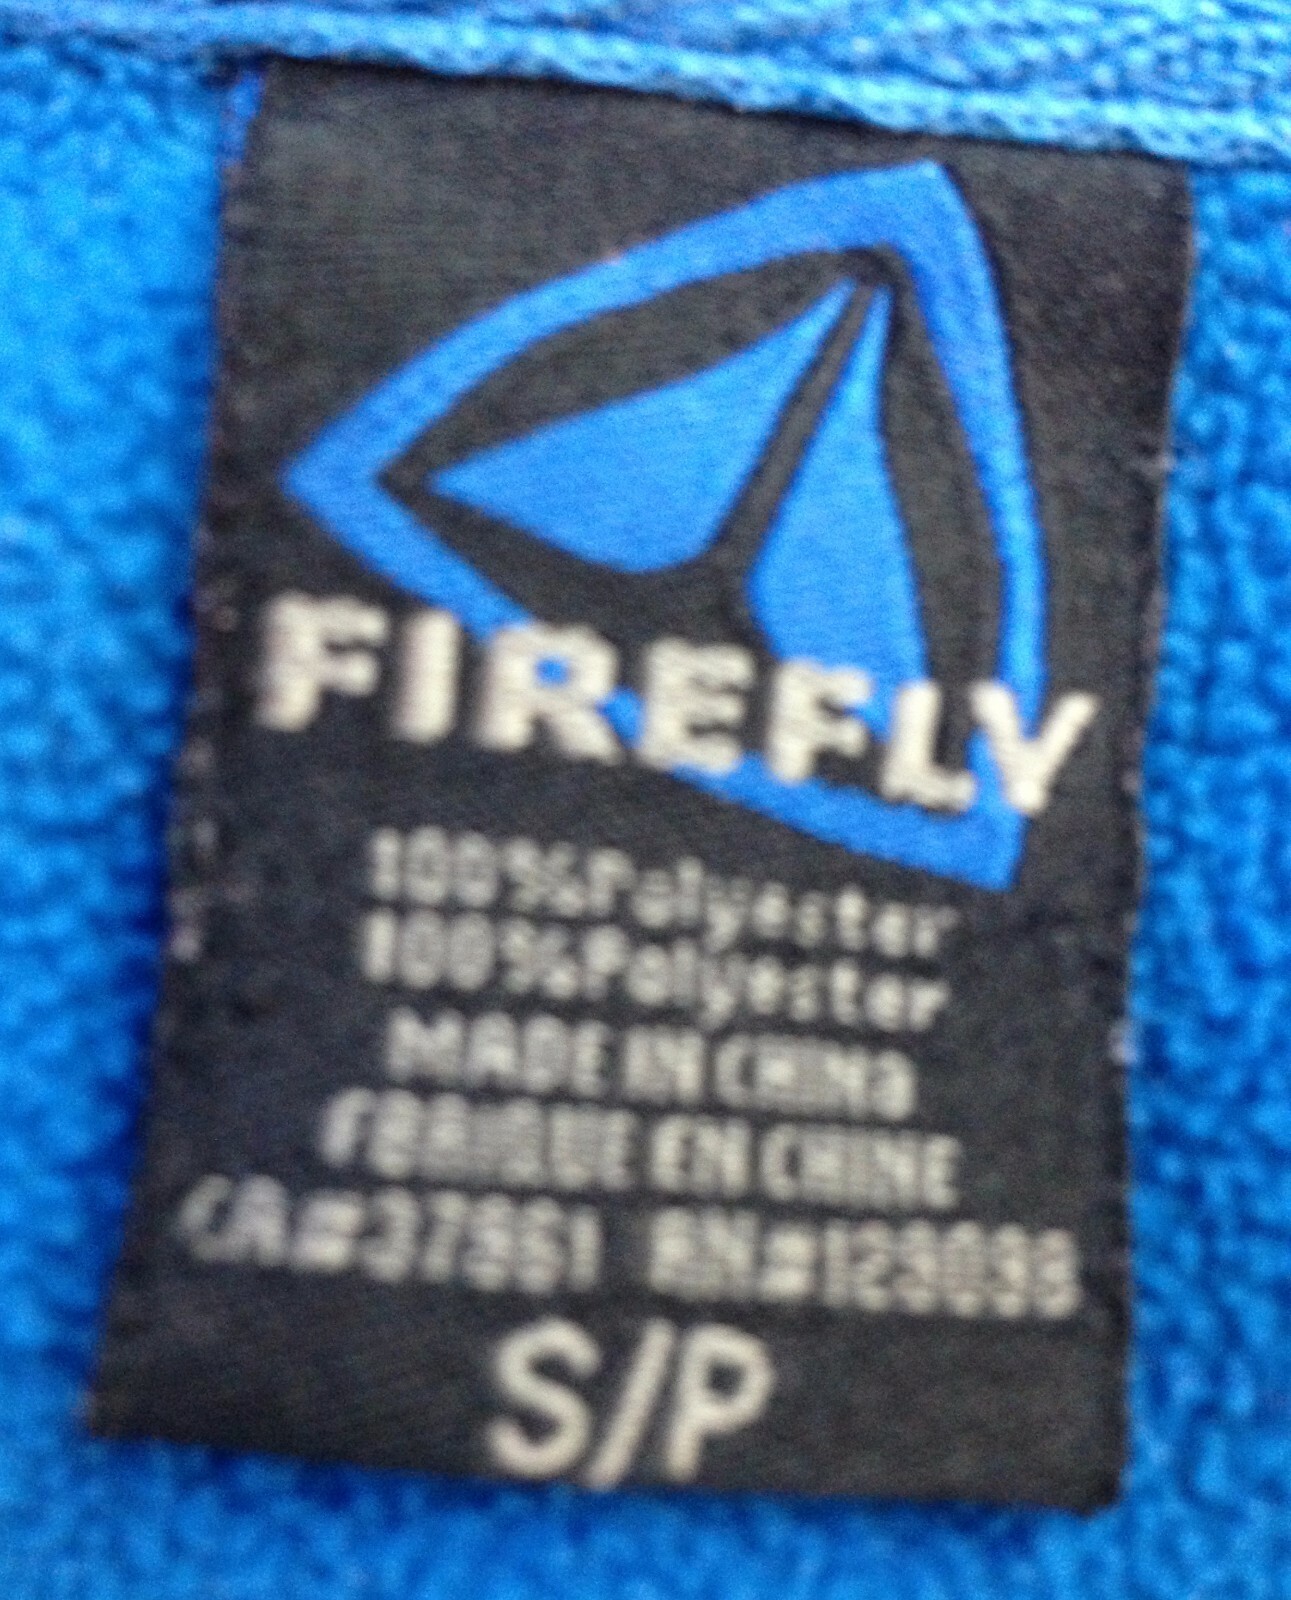 FIREFLY
100%Polyester
100%Polyester
MADE IN CHINA
EN CHINE
S/P